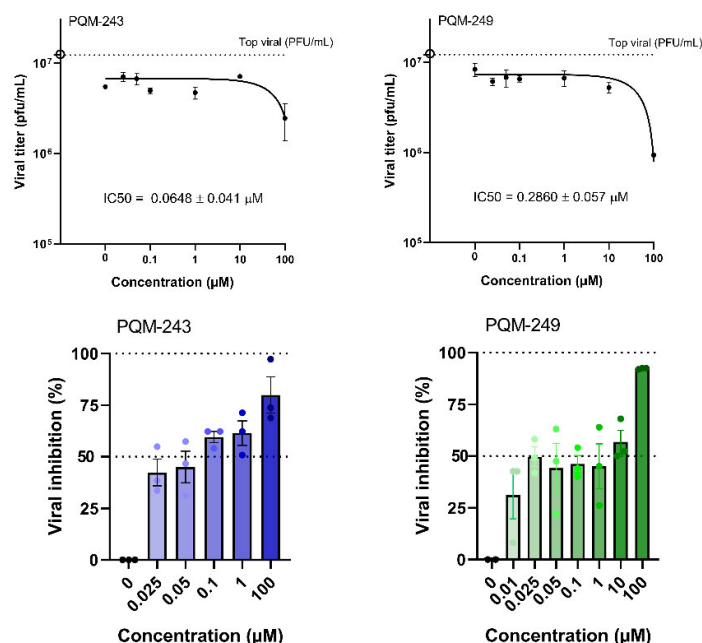 PQM-243
Top viral (PFU/mL)
10⁷
10⁶
10⁵
Viral titer (pfu/mL)
IC50 = 0.0648 ± 0.041 µM
0 0.1 1 10 100
Concentration (µM)
PQM-249
Top viral (PFU/mL)
10⁷
10⁶
10⁵
Viral titer (pfu/mL)
IC50 = 0.2860 ± 0.057 µM
0 0.1 1 10 100
Concentration (µM)
PQM-243
100
75
50
25
0
Viral inhibition (%)
0 0.025 0.05 0.1 1 100
Concentration (µM)
PQM-249
100
75
50
25
0
Viral inhibition (%)
0 0.01 0.025 0.05 0.1 1 10 100
Concentration (µM)